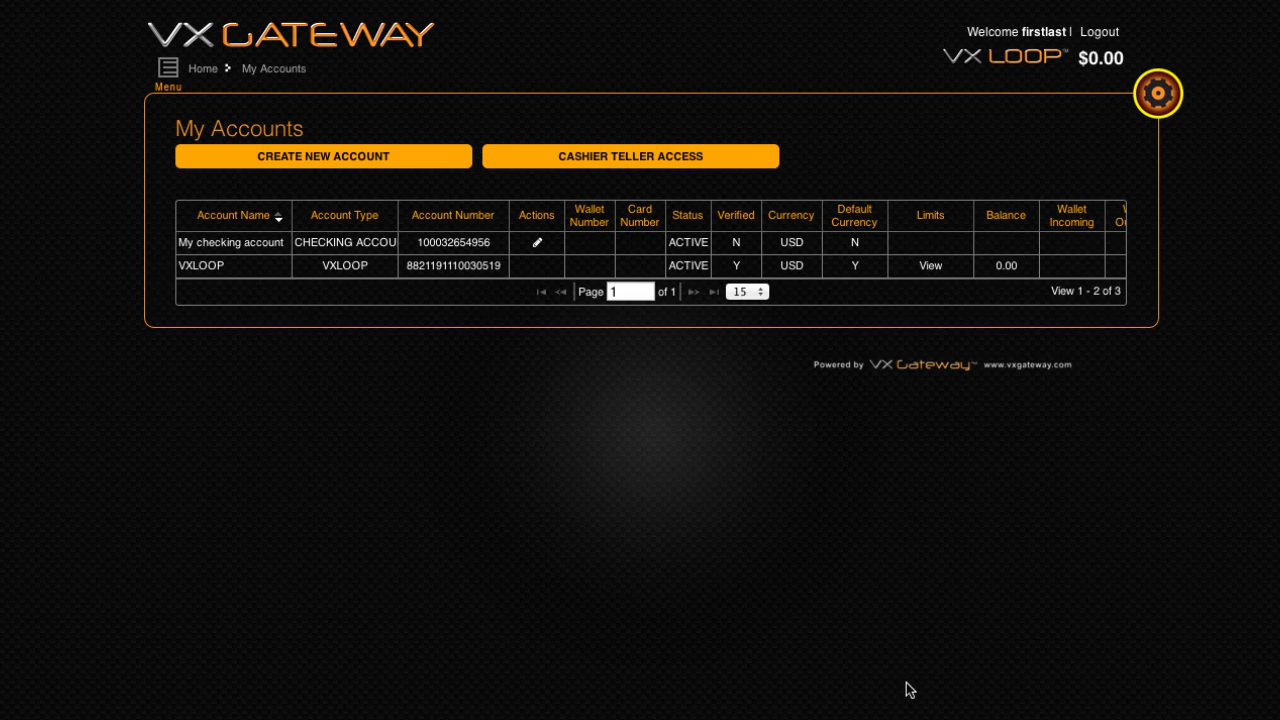 VX GATEWAY
Welcome firstlast | Logout
VX LOOP™ $0.00
Home My Accounts
Menu
My Accounts
CREATE NEW ACCOUNT CASHIER TELLER ACCESS
Account Name Account Type Account Number Actions Wallet Number Card Number Status Verified Currency Default Currency Limits Balance Wallet Incoming
My checking account CHECKING ACCOU 100032654956 ACTIVE N USD N
VXLOOP VXLOOP 8821191110030519 ACTIVE Y USD Y View 0.00
Page 1 of 1 15 View 1 - 2 of 3
Powered by VX Gateway™ www.vxgateway.com